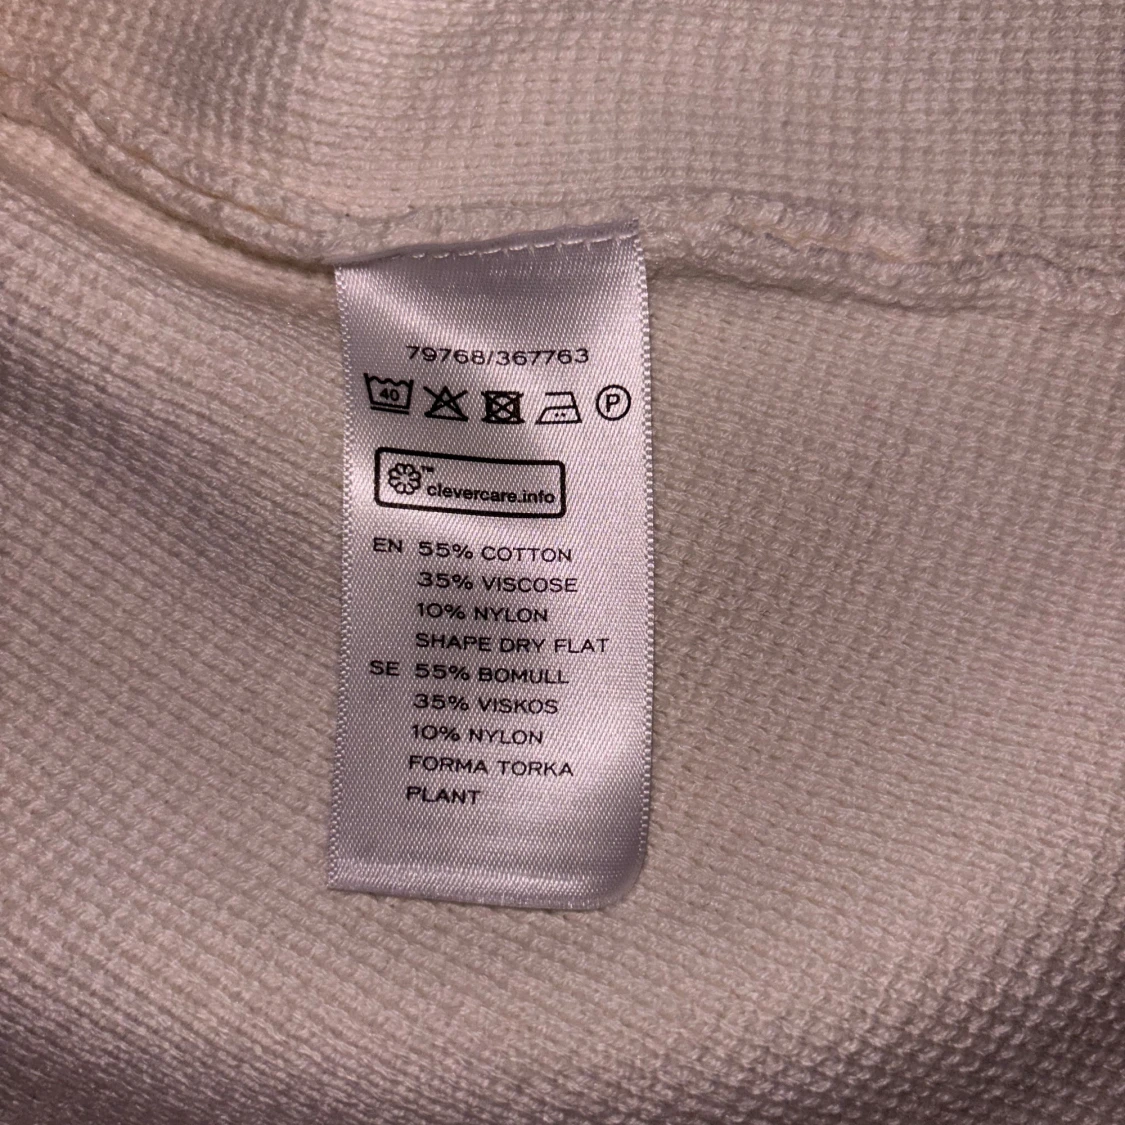 79768/367763
40 P
™
clevercare.info
EN 55% COTTON
35% VISCOSE
10% NYLON
SHAPE DRY FLAT
SE 55% BOMULL
35% VISKOS
10% NYLON
FORMA TORKA
PLANT